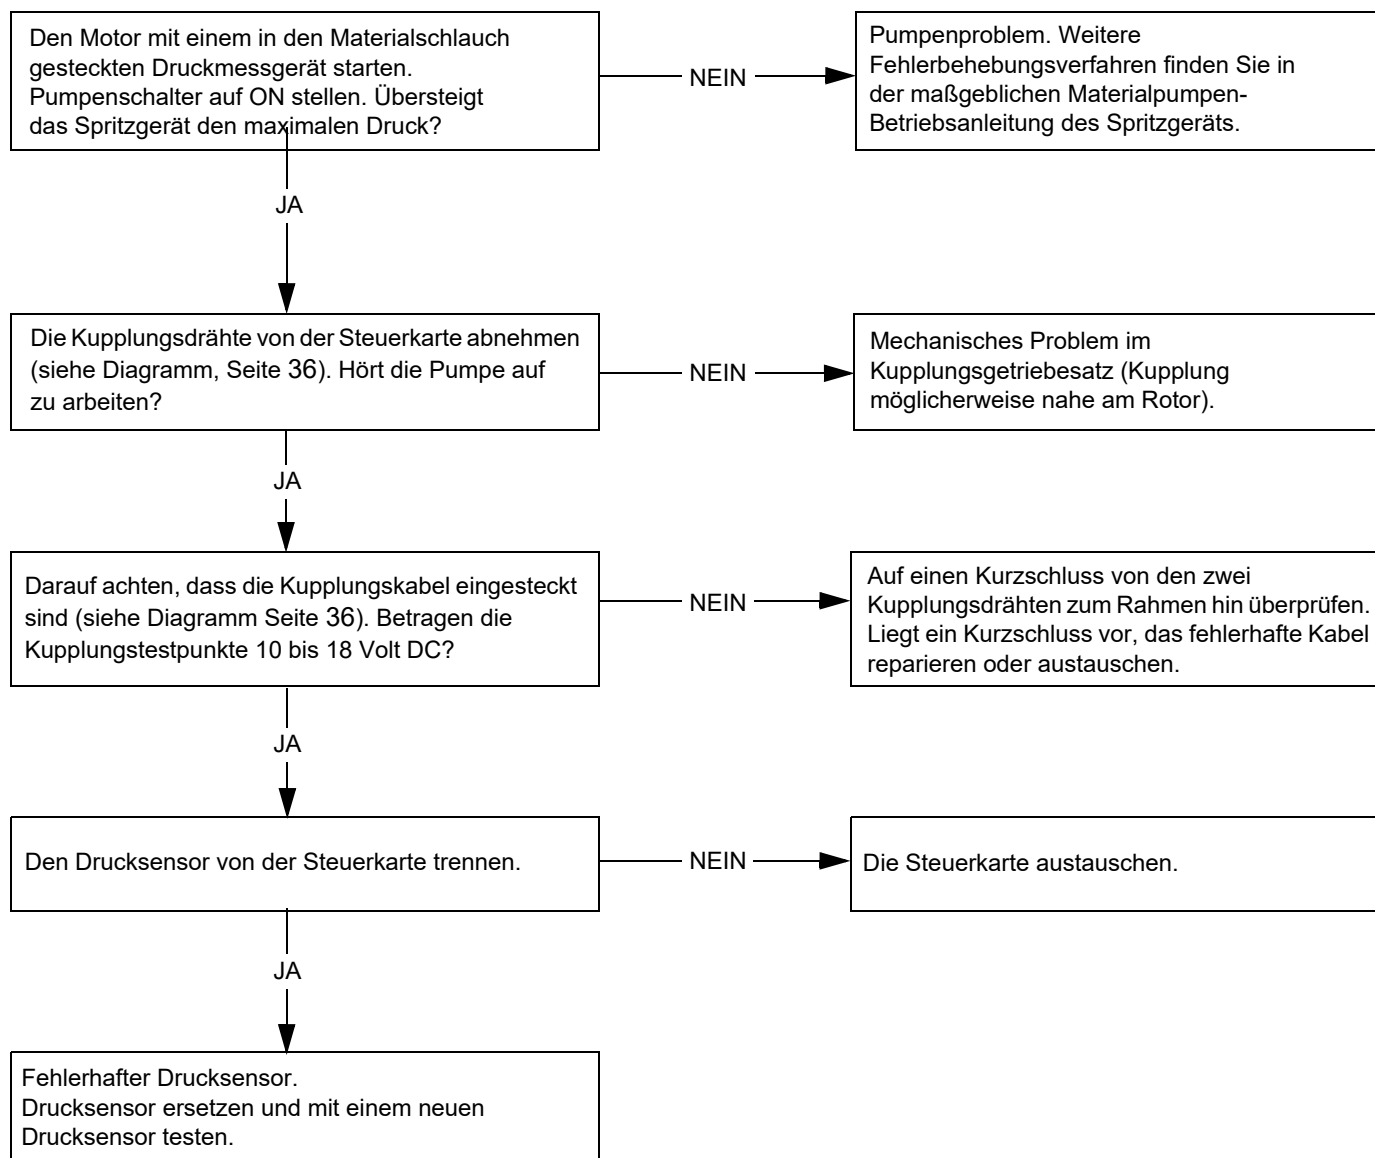 Den Motor mit einem in den Materialschlauch
gesteckten Druckmessgerät starten.
Pumpenschalter auf ON stellen. Übersteigt
das Spritzgerät den maximalen Druck?
NEIN
Pumpenproblem. Weitere
Fehlerbehebungsverfahren finden Sie in
der maßgeblichen Materialpumpen-
Betriebsanleitung des Spritzgeräts.
JA
Die Kupplungsdrähte von der Steuerkarte abnehmen
(siehe Diagramm, Seite 36). Hört die Pumpe auf
zu arbeiten?
NEIN
Mechanisches Problem im
Kupplungsgetriebesatz (Kupplung
möglicherweise nahe am Rotor).
JA
Darauf achten, dass die Kupplungskabel eingesteckt
sind (siehe Diagramm Seite 36). Betragen die
Kupplungstestpunkte 10 bis 18 Volt DC?
NEIN
Auf einen Kurzschluss von den zwei
Kupplungsdrähten zum Rahmen hin überprüfen.
Liegt ein Kurzschluss vor, das fehlerhafte Kabel
reparieren oder austauschen.
JA
Den Drucksensor von der Steuerkarte trennen.
NEIN
Die Steuerkarte austauschen.
JA
Fehlerhafter Drucksensor.
Drucksensor ersetzen und mit einem neuen
Drucksensor testen.